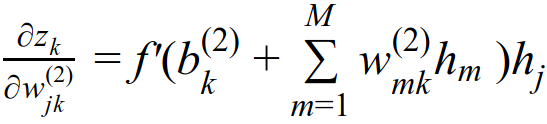 ∂z_k/∂w_{jk}^{(2)} = f'(b_k^{(2)} + ∑_{m=1}^{M} w_{mk}^{(2)} h_m )h_j